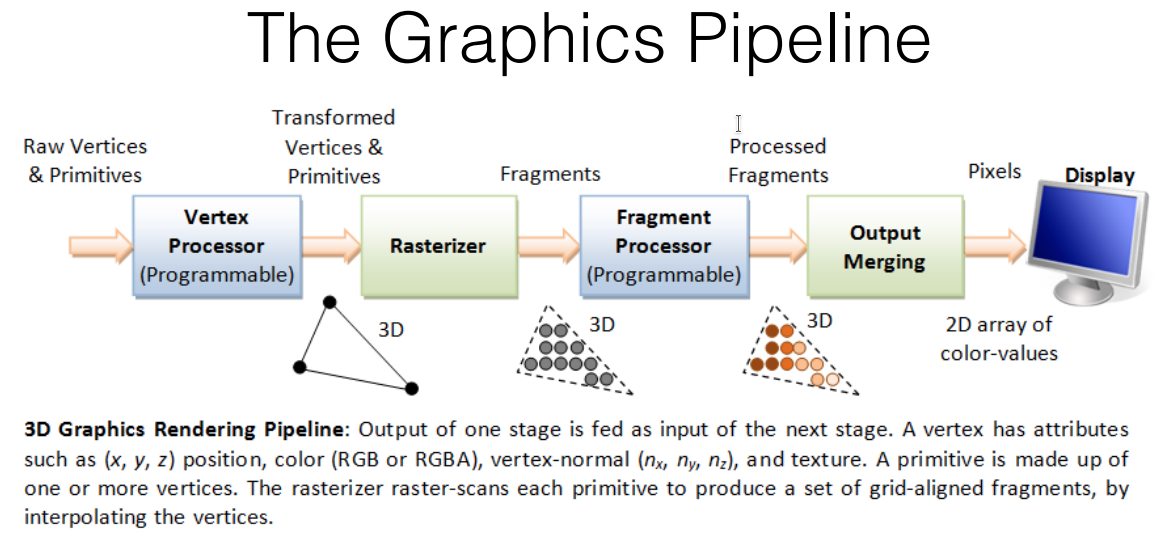 The Graphics Pipeline
Raw Vertices
& Primitives
Transformed
Vertices &
Primitives
Fragments
Processed
Fragments
Pixels
Display
Vertex
Processor
(Programmable)
Rasterizer
Fragment
Processor
(Programmable)
Output
Merging
3D
3D
3D
2D array of
color-values
3D Graphics Rendering Pipeline: Output of one stage is fed as input of the next stage. A vertex has attributes
such as (x, y, z) position, color (RGB or RGBA), vertex-normal (nx, ny, nz), and texture. A primitive is made up of
one or more vertices. The rasterizer raster-scans each primitive to produce a set of grid-aligned fragments, by
interpolating the vertices.